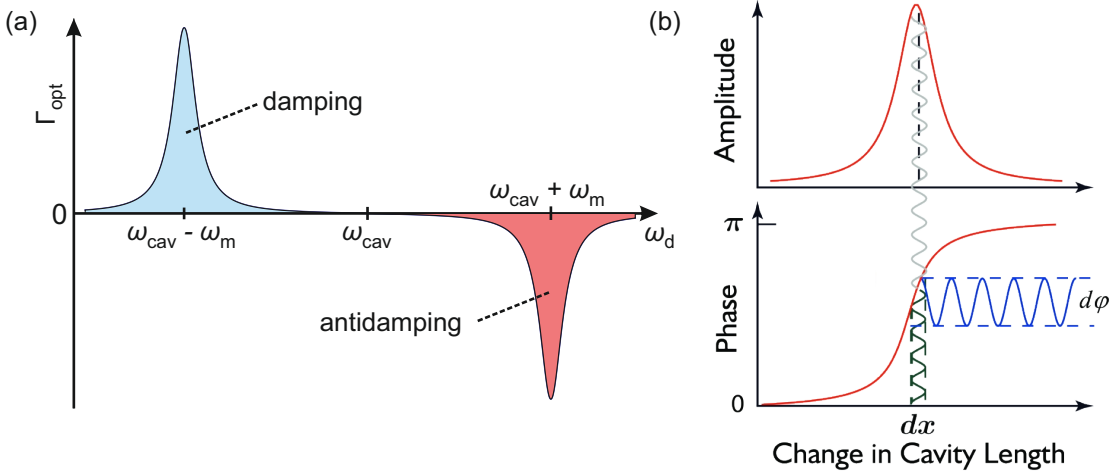 (a)
Γopt
damping
0
ωcav - ωm
ωcav
ωcav + ωm
ωd
antidamping
(b)
Amplitude
π
Phase
dφ
0
dx
Change in Cavity Length